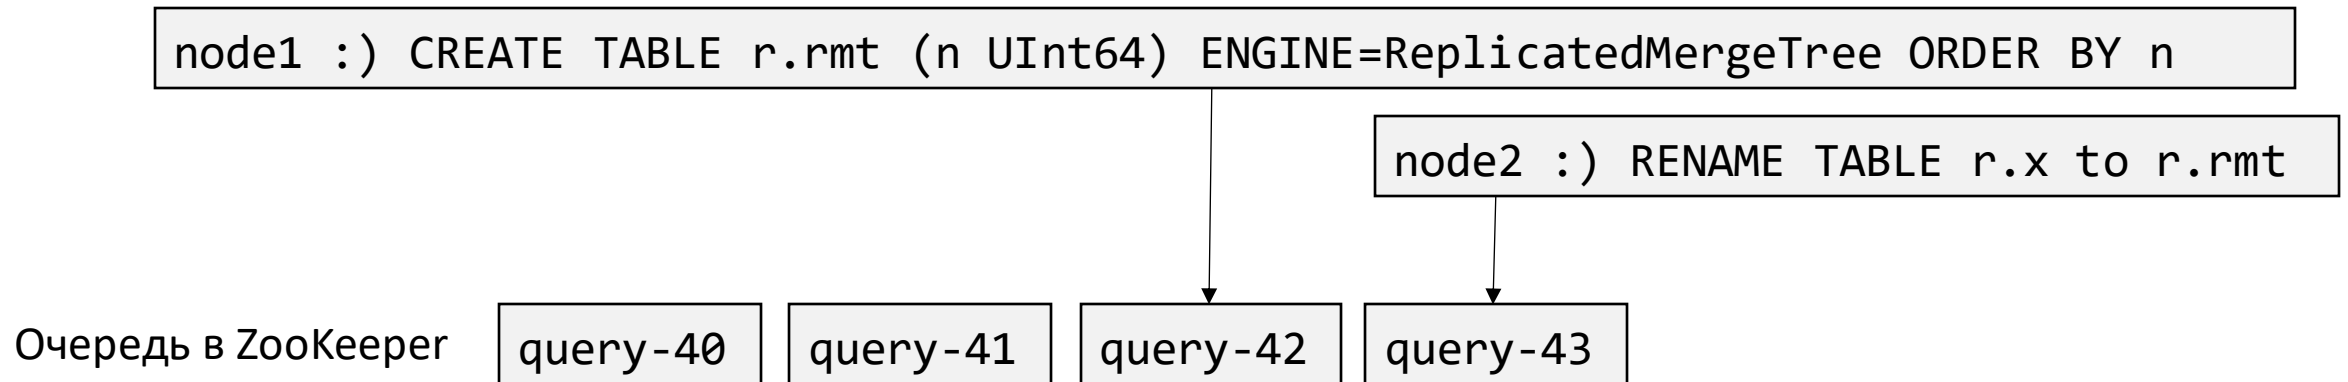 node1 :) CREATE TABLE r.rmt (n UInt64) ENGINE=ReplicatedMergeTree ORDER BY n
node2 :) RENAME TABLE r.x to r.rmt
Очередь в ZooKeeper query-40 query-41 query-42 query-43